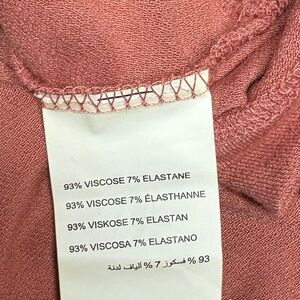 93% VISCOSE 7% ELASTANE
93% VISCOSE 7% ÉLASTHANNE
93% VISKOSE 7% ELASTAN
93% VISCOSA 7% ELASTANO
93 % فسكوز 7 % ألياف لدنة